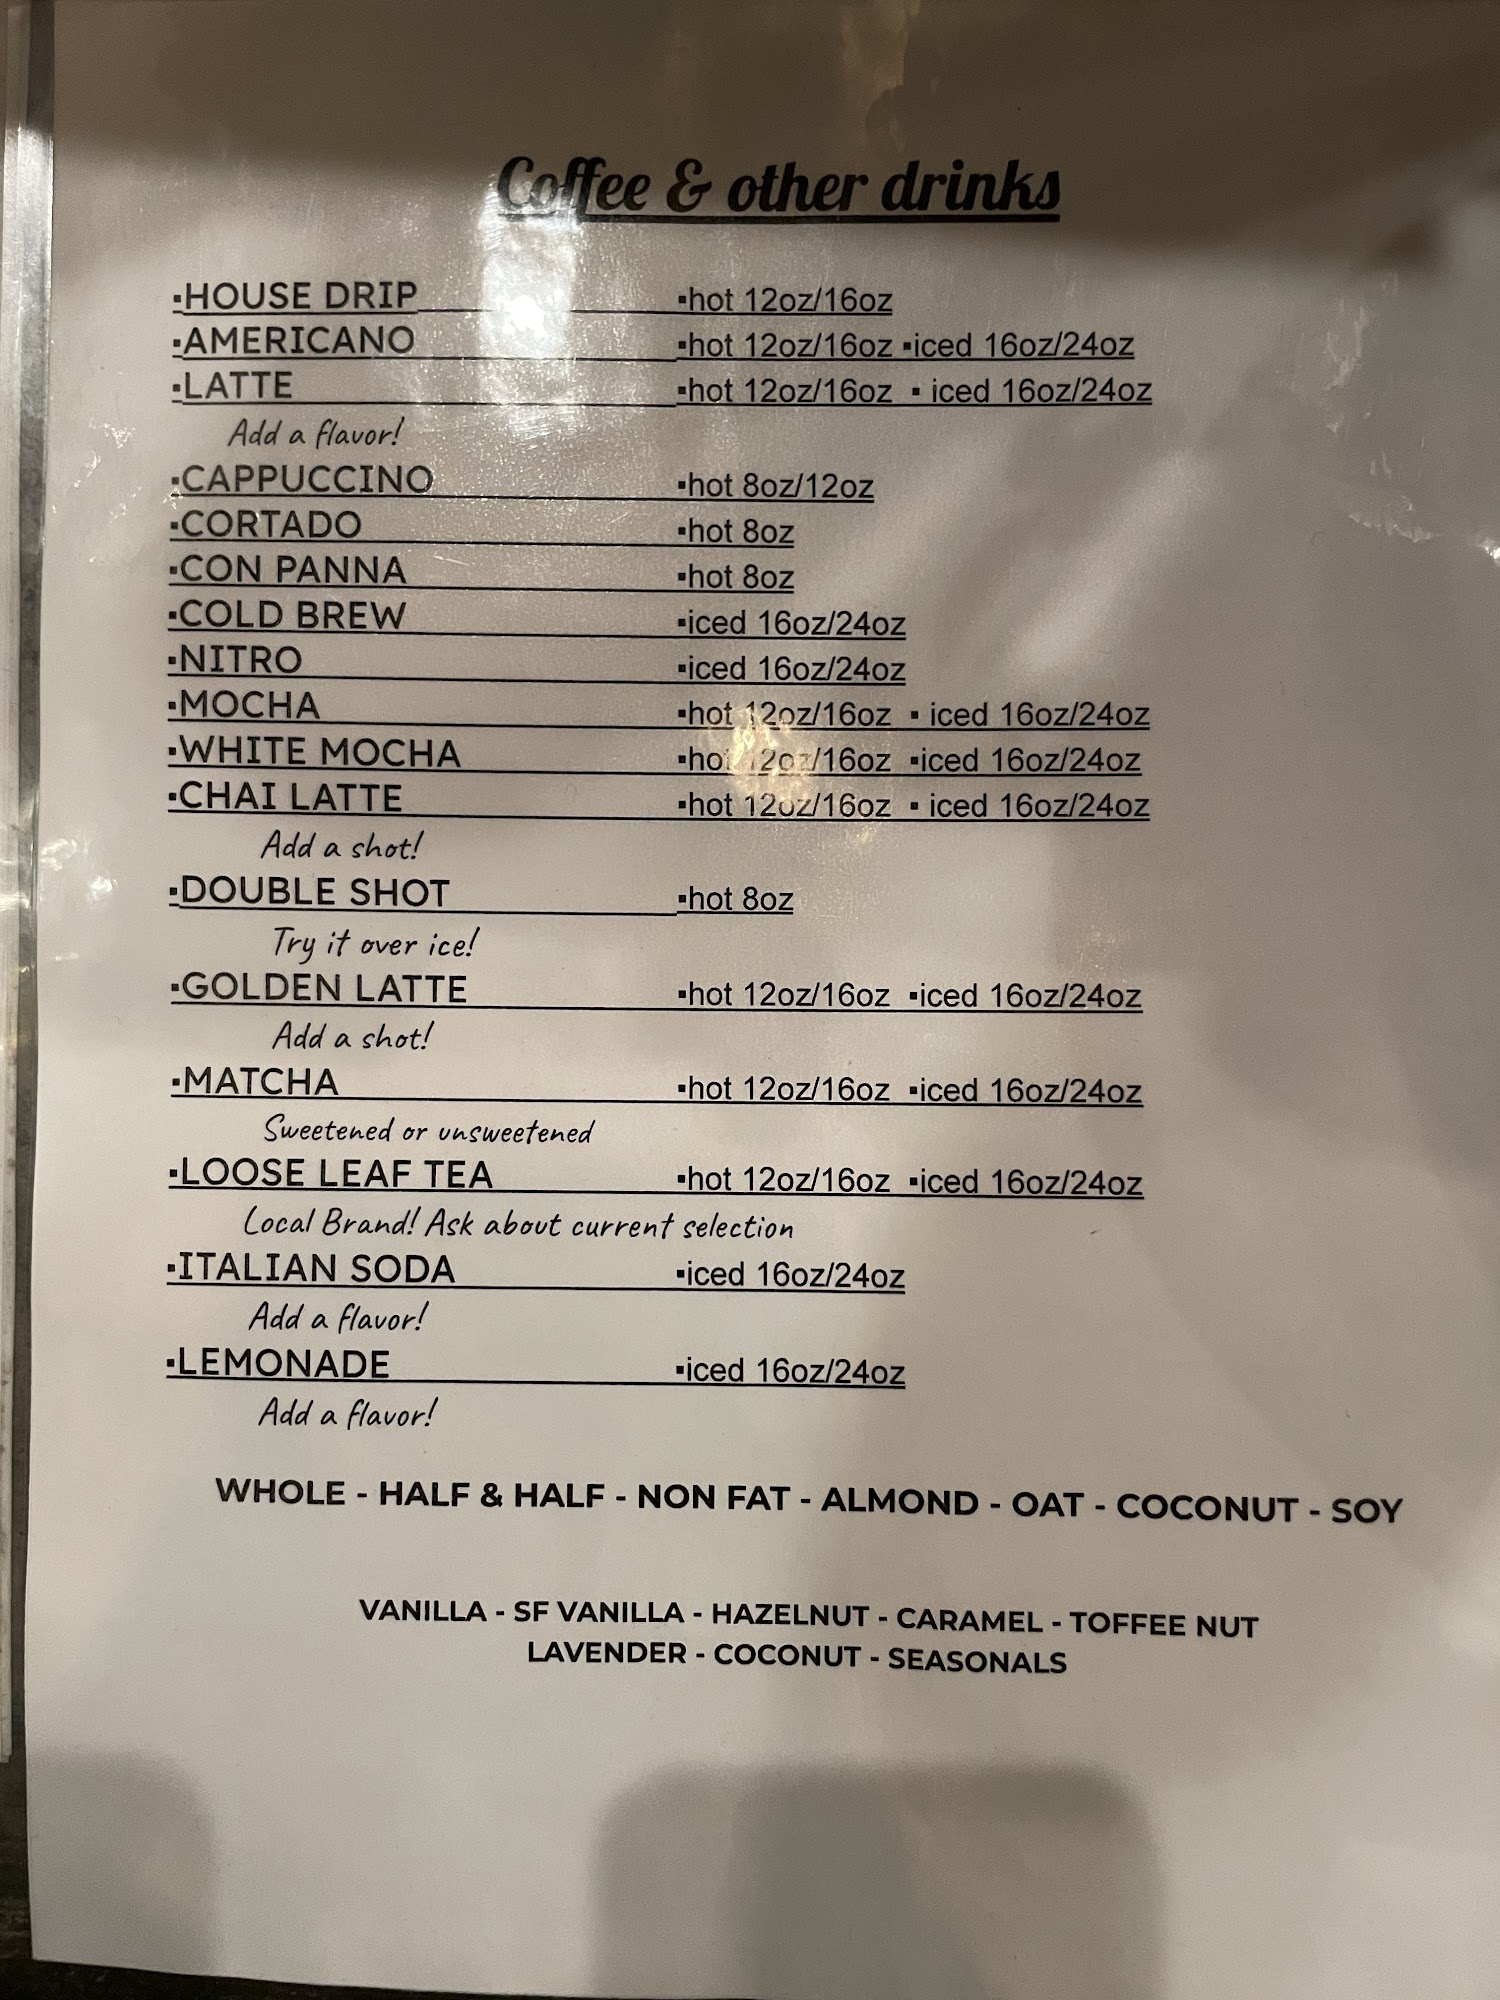 Coffee & other drinks
▪HOUSE DRIP ▪hot 12oz/16oz
▪AMERICANO ▪hot 12oz/16oz ▪iced 16oz/24oz
▪LATTE ▪hot 12oz/16oz ▪ iced 16oz/24oz
Add a flavor!
▪CAPPUCCINO ▪hot 8oz/12oz
▪CORTADO ▪hot 8oz
▪CON PANNA ▪hot 8oz
▪COLD BREW ▪iced 16oz/24oz
▪NITRO ▪iced 16oz/24oz
▪MOCHA ▪hot 12oz/16oz ▪ iced 16oz/24oz
▪WHITE MOCHA ▪hot 12oz/16oz ▪iced 16oz/24oz
▪CHAI LATTE ▪hot 12oz/16oz ▪ iced 16oz/24oz
Add a shot!
▪DOUBLE SHOT ▪hot 8oz
Try it over ice!
▪GOLDEN LATTE ▪hot 12oz/16oz ▪iced 16oz/24oz
Add a shot!
▪MATCHA ▪hot 12oz/16oz ▪iced 16oz/24oz
Sweetened or unsweetened
▪LOOSE LEAF TEA ▪hot 12oz/16oz ▪iced 16oz/24oz
Local Brand! Ask about current selection
▪ITALIAN SODA ▪iced 16oz/24oz
Add a flavor!
▪LEMONADE ▪iced 16oz/24oz
Add a flavor!
WHOLE - HALF & HALF - NON FAT - ALMOND - OAT - COCONUT - SOY
VANILLA - SF VANILLA - HAZELNUT - CARAMEL - TOFFEE NUT
LAVENDER - COCONUT - SEASONALS